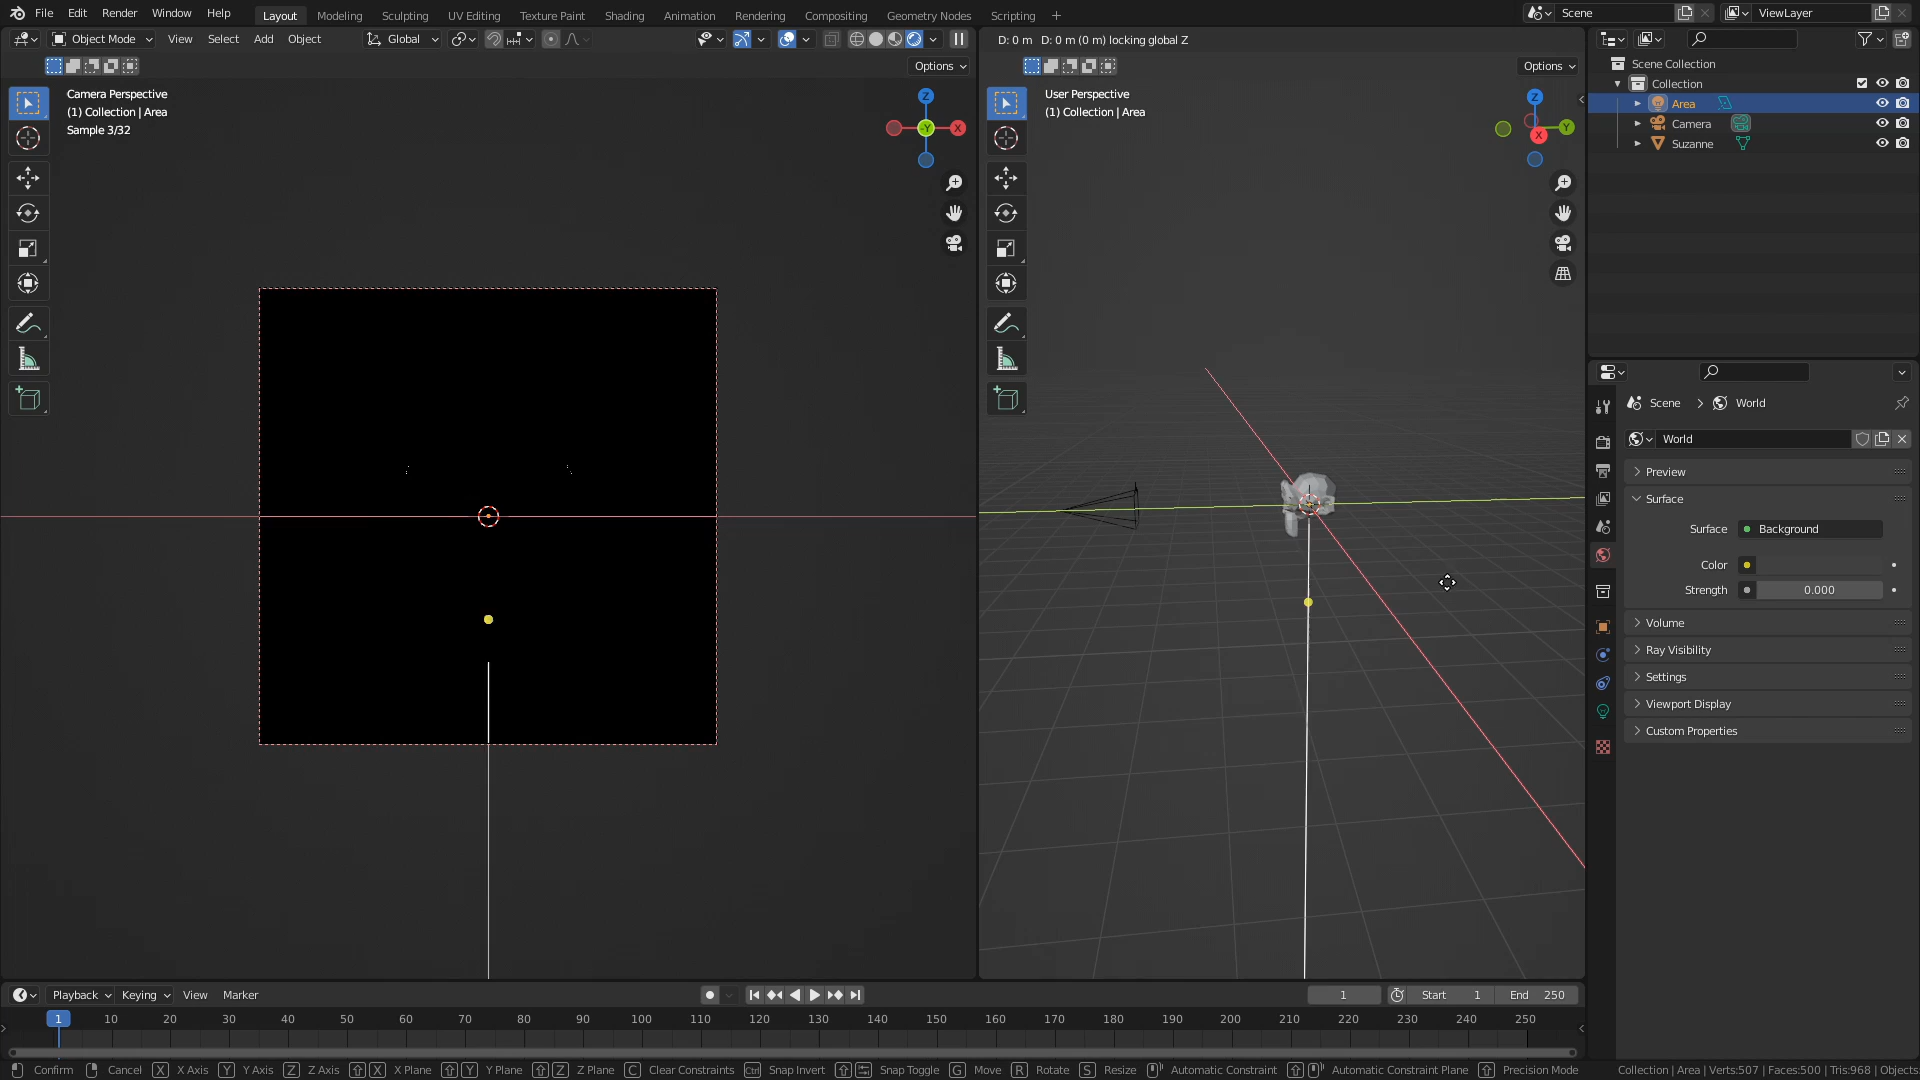 File Edit Render Window Help Layout Modeling Sculpting UV Editing Texture Paint Shading Animation Rendering Compositing Geometry Nodes Scripting + Scene ViewLayer
Object Mode View Select Add Object Global
D: 0 m D: 0 m (0 m) locking global Z
Options
Options
Camera Perspective
(1) Collection | Area
Sample 3/32
Z
X
-Y
User Perspective
(1) Collection | Area
Z
Y
X
Scene Collection
Collection
Area
Camera
Suzanne
Scene > World
World
Preview
Surface
Surface Background
Color
Strength 0.000
Volume
Ray Visibility
Settings
Viewport Display
Custom Properties
Playback Keying View Marker 1 Start 1 End 250
1 10 20 30 40 50 60 70 80 90 100 110 120 130 140 150 160 170 180 190 200 210 220 230 240 250
Confirm Cancel X X Axis Y Y Axis Z Z Axis X X Plane Y Y Plane Z Z Plane C Clear Constraints Ctrl Snap Invert Snap Toggle G Move R Rotate S Resize Automatic Constraint Automatic Constraint Plane Precision Mode Collection | Area | Verts:507 | Faces:500 | Tris:968 | Objects: